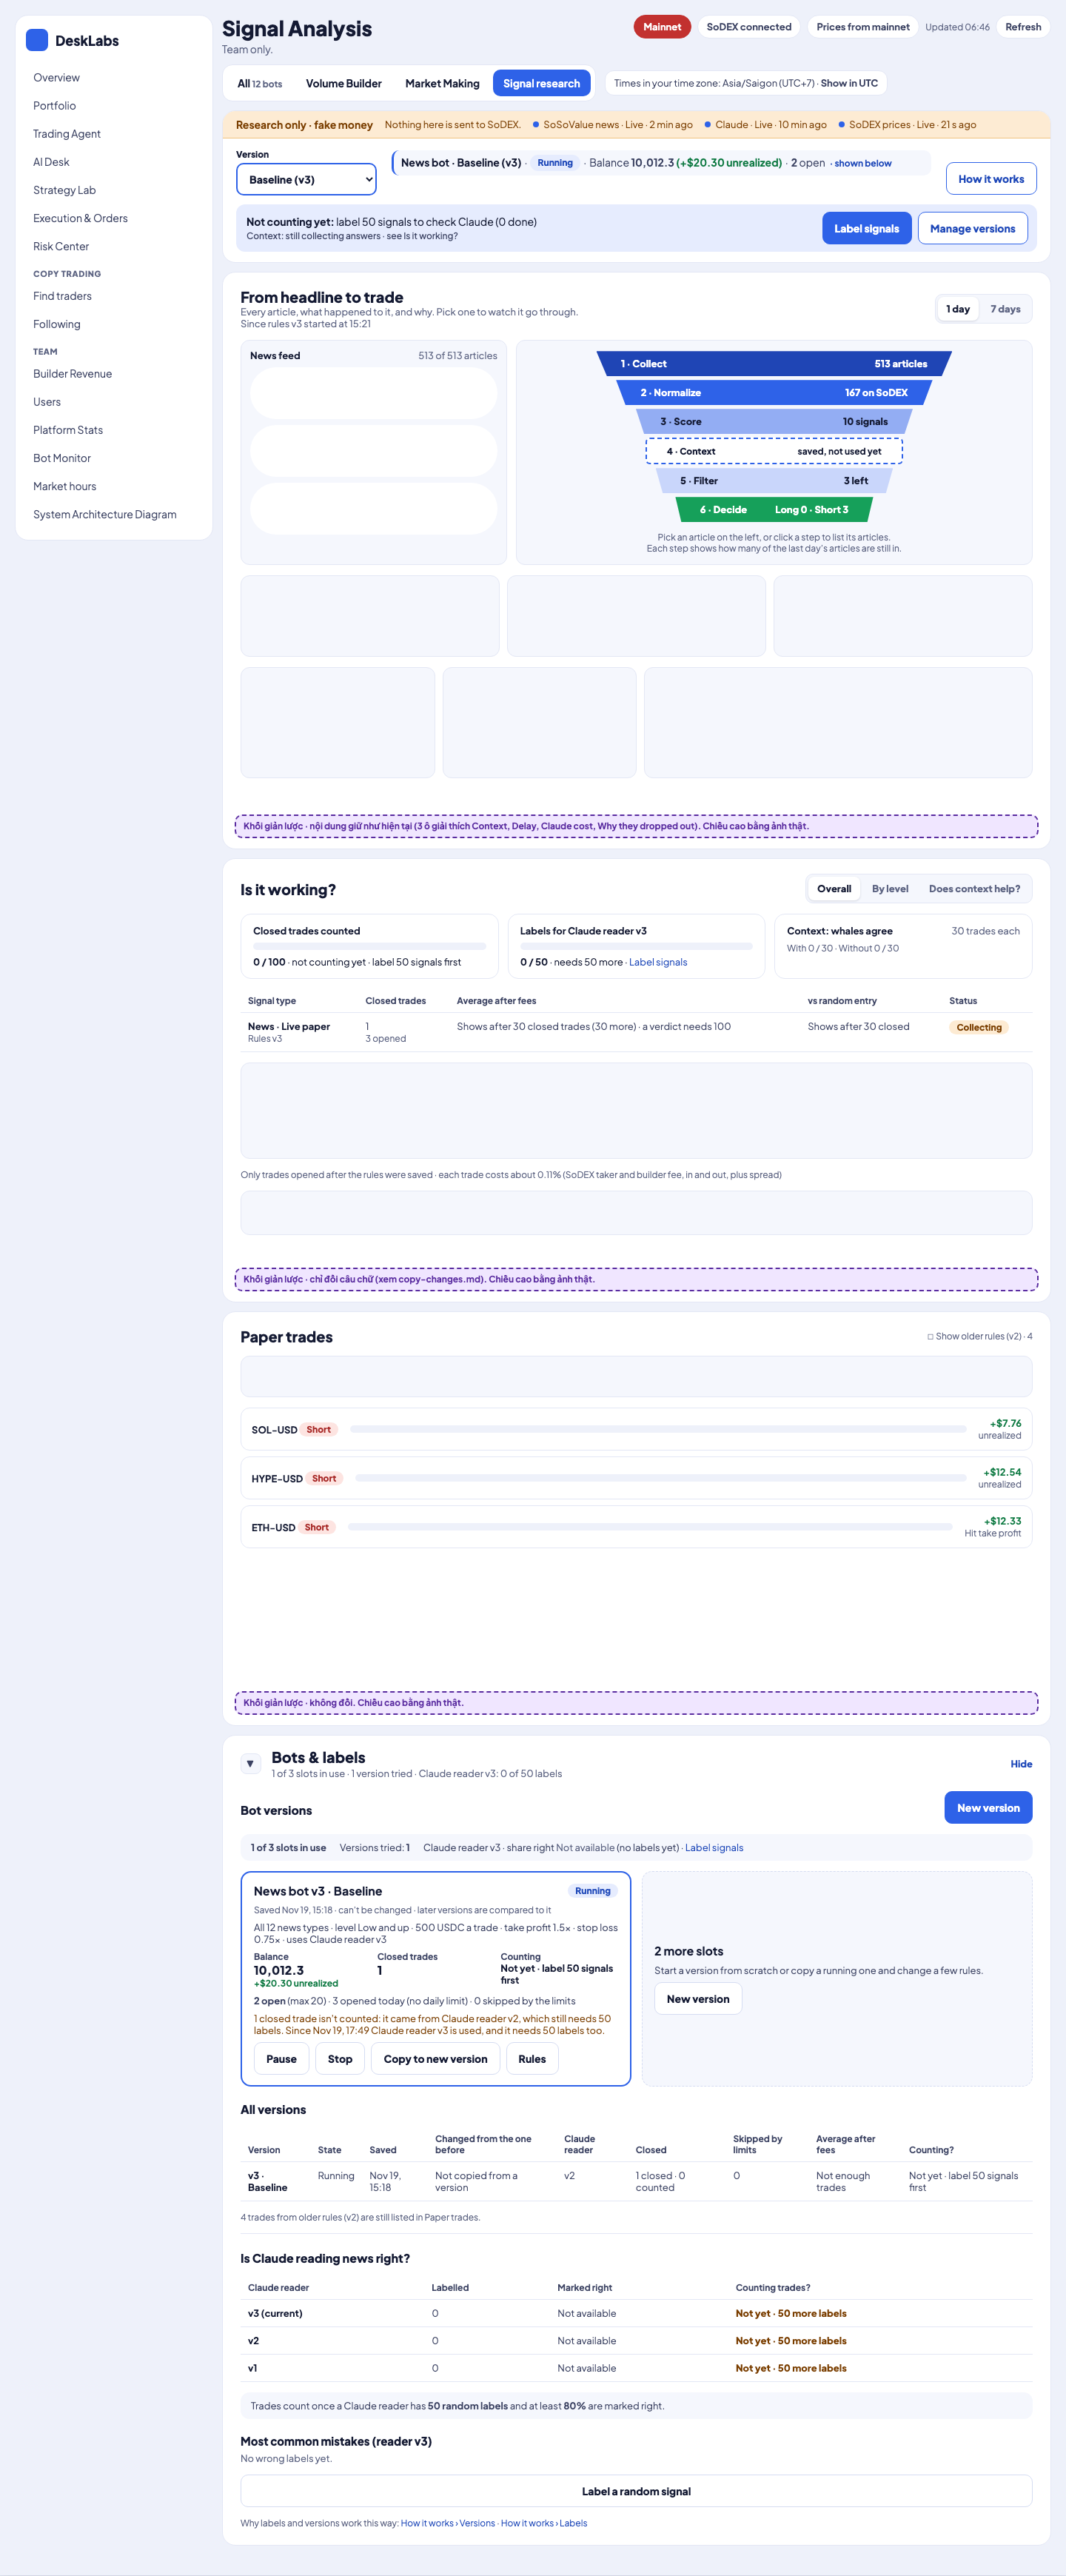 DeskLabs
Overview
Portfolio
Trading Agent
AI Desk
Strategy Lab
Execution & Orders
Risk Center
COPY TRADING
Find traders
Following
TEAM
Builder Revenue
Users
Platform Stats
Bot Monitor
Market hours
System Architecture Diagram
Signal Analysis
Team only.
Mainnet
SoDEX connected
Prices from mainnet
Updated 06:46
Refresh
All 12 bots
Volume Builder
Market Making
Signal research
Times in your time zone: Asia/Saigon (UTC+7) · Show in UTC
Research only · fake money
Nothing here is sent to SoDEX.
SoSoValue news · Live · 2 min ago
Claude · Live · 10 min ago
SoDEX prices · Live · 21 s ago
Version
Baseline (v3)
News bot · Baseline (v3) · Running · Balance 10,012.3 (+$20.30 unrealized) · 2 open · shown below
How it works
Not counting yet: label 50 signals to check Claude (0 done)
Context: still collecting answers · see Is it working?
Label signals
Manage versions
From headline to trade
Every article, what happened to it, and why. Pick one to watch it go through.
Since rules v3 started at 15:21
1 day
7 days
News feed
513 of 513 articles
1 · Collect
513 articles
2 · Normalize
167 on SoDEX
3 · Score
10 signals
4 · Context
saved, not used yet
5 · Filter
3 left
6 · Decide
Long 0 · Short 3
Pick an article on the left, or click a step to list its articles.
Each step shows how many of the last day's articles are still in.
Khối giản lược · nội dung giữ như hiện tại (3 ô giải thích Context, Delay, Claude cost, Why they dropped out). Chiều cao bằng ảnh thật.
Is it working?
Overall
By level
Does context help?
Closed trades counted
0 / 100 · not counting yet · label 50 signals first
Labels for Claude reader v3
0 / 50 · needs 50 more · Label signals
Context: whales agree
30 trades each
With 0 / 30 · Without 0 / 30
Signal type
Closed trades
Average after fees
vs random entry
Status
News · Live paper
Rules v3
1
3 opened
Shows after 30 closed trades (30 more) · a verdict needs 100
Shows after 30 closed
Collecting
Only trades opened after the rules were saved · each trade costs about 0.11% (SoDEX taker and builder fee, in and out, plus spread)
Khối giản lược · chỉ đổi câu chữ (xem copy-changes.md). Chiều cao bằng ảnh thật.
Paper trades
□ Show older rules (v2) · 4
SOL-USD Short
+$7.76
unrealized
HYPE-USD Short
+$12.54
unrealized
ETH-USD Short
+$12.33
Hit take profit
Khối giản lược · không đổi. Chiều cao bằng ảnh thật.
▼
Bots & labels
1 of 3 slots in use · 1 version tried · Claude reader v3: 0 of 50 labels
Hide
Bot versions
New version
1 of 3 slots in use
Versions tried: 1
Claude reader v3 · share right Not available (no labels yet) · Label signals
News bot v3 · Baseline
Running
Saved Nov 19, 15:18 · can't be changed · later versions are compared to it
All 12 news types · level Low and up · 500 USDC a trade · take profit 1.5× · stop loss
0.75× · uses Claude reader v3
Balance
10,012.3
+$20.30 unrealized
Closed trades
1
Counting
Not yet · label 50 signals
first
2 open (max 20) · 3 opened today (no daily limit) · 0 skipped by the limits
1 closed trade isn't counted: it came from Claude reader v2, which still needs 50
labels. Since Nov 19, 17:49 Claude reader v3 is used, and it needs 50 labels too.
Pause
Stop
Copy to new version
Rules
2 more slots
Start a version from scratch or copy a running one and change a few rules.
New version
All versions
Version
State
Saved
Changed from the one
before
Claude
reader
Closed
Skipped by
limits
Average after
fees
Counting?
v3 ·
Baseline
Running
Nov 19,
15:18
Not copied from a
version
v2
1 closed · 0
counted
0
Not enough
trades
Not yet · label 50 signals
first
4 trades from older rules (v2) are still listed in Paper trades.
Is Claude reading news right?
Claude reader
Labelled
Marked right
Counting trades?
v3 (current)
0
Not available
Not yet · 50 more labels
v2
0
Not available
Not yet · 50 more labels
v1
0
Not available
Not yet · 50 more labels
Trades count once a Claude reader has 50 random labels and at least 80% are marked right.
Most common mistakes (reader v3)
No wrong labels yet.
Label a random signal
Why labels and versions work this way: How it works › Versions · How it works › Labels